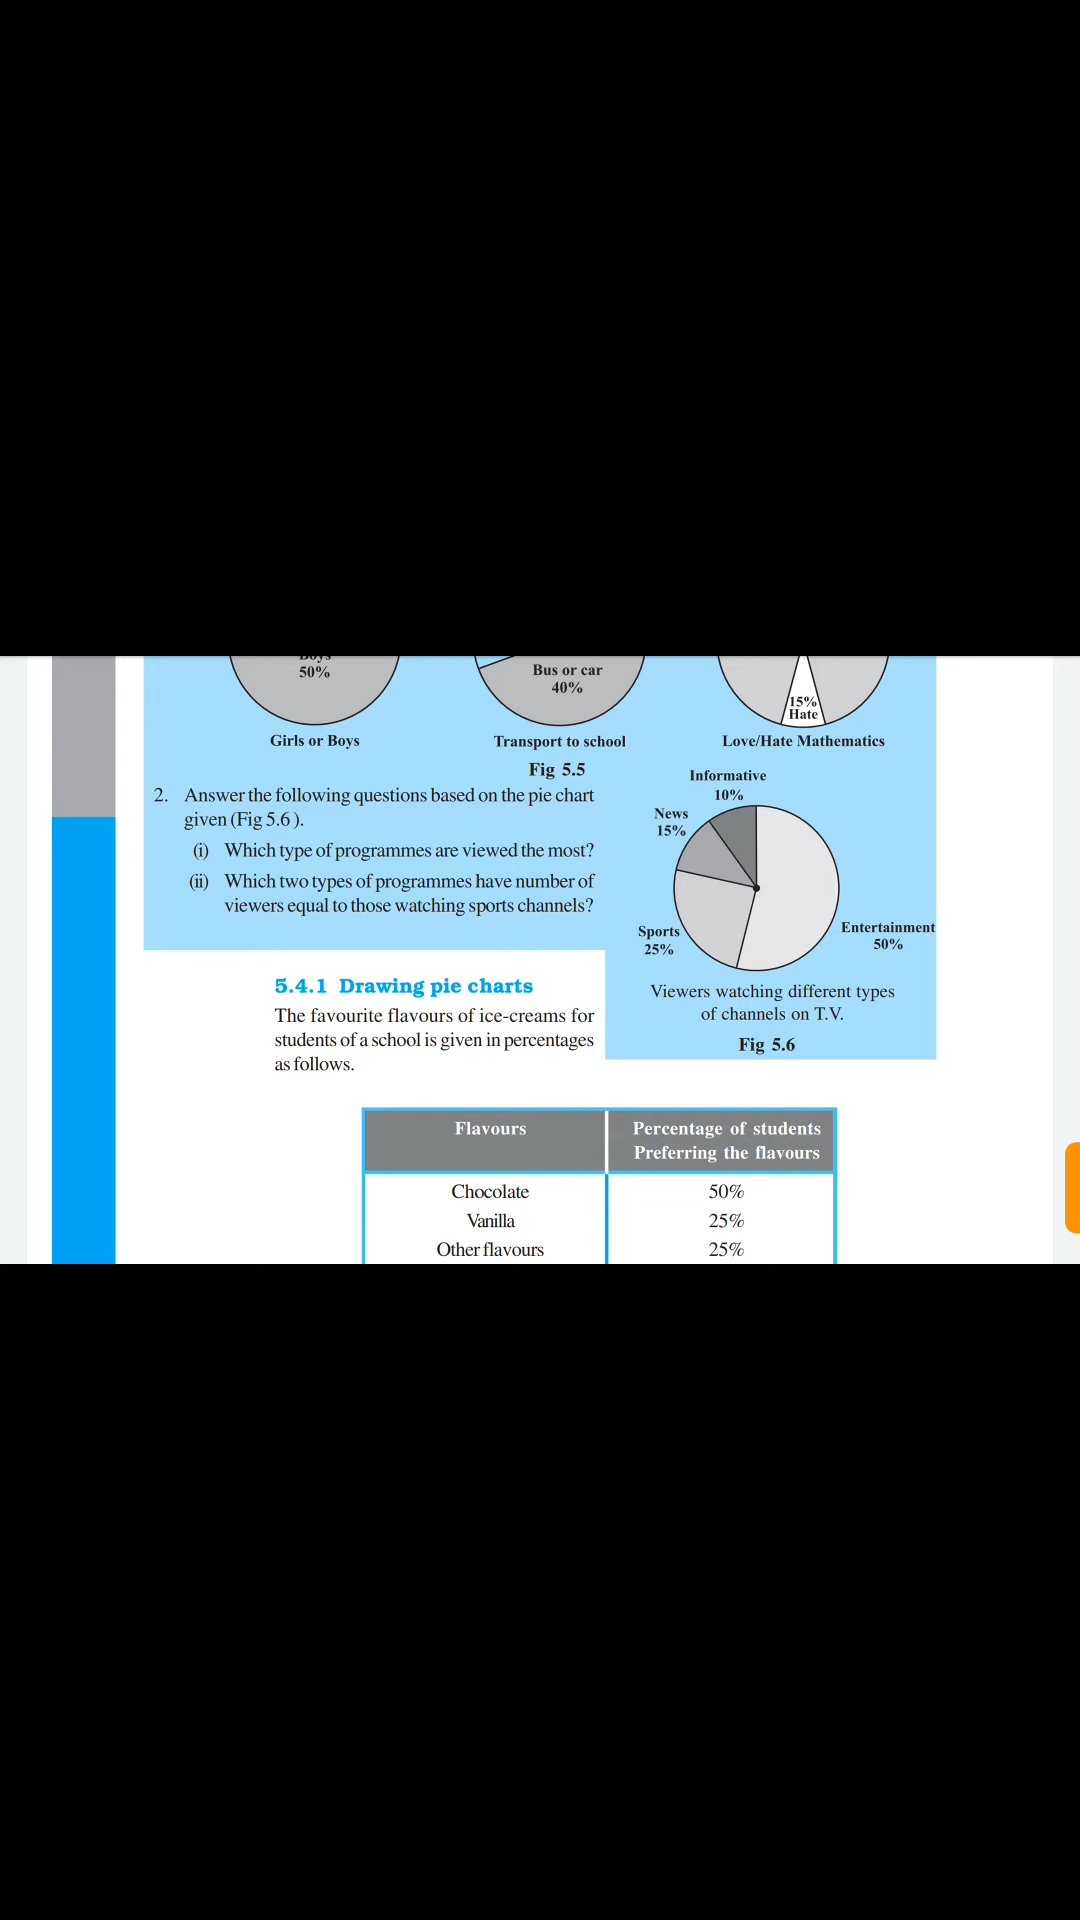 50%
Bus or car
40%
15%
Hate
Girls or Boys
Transport to school
Love/Hate Mathematics
Fig 5.5
2. Answer the following questions based on the pie chart
given (Fig 5.6 ).
(i) Which type of programmes are viewed the most?
(ii) Which two types of programmes have number of
viewers equal to those watching sports channels?
Informative
10%
News
15%
Sports
25%
Entertainment
50%
Viewers watching different types
of channels on T.V.
Fig 5.6
5.4.1 Drawing pie charts
The favourite flavours of ice-creams for
students of a school is given in percentages
as follows.
Flavours
Percentage of students
Preferring the flavours
Chocolate 50%
Vanilla 25%
Other flavours 25%